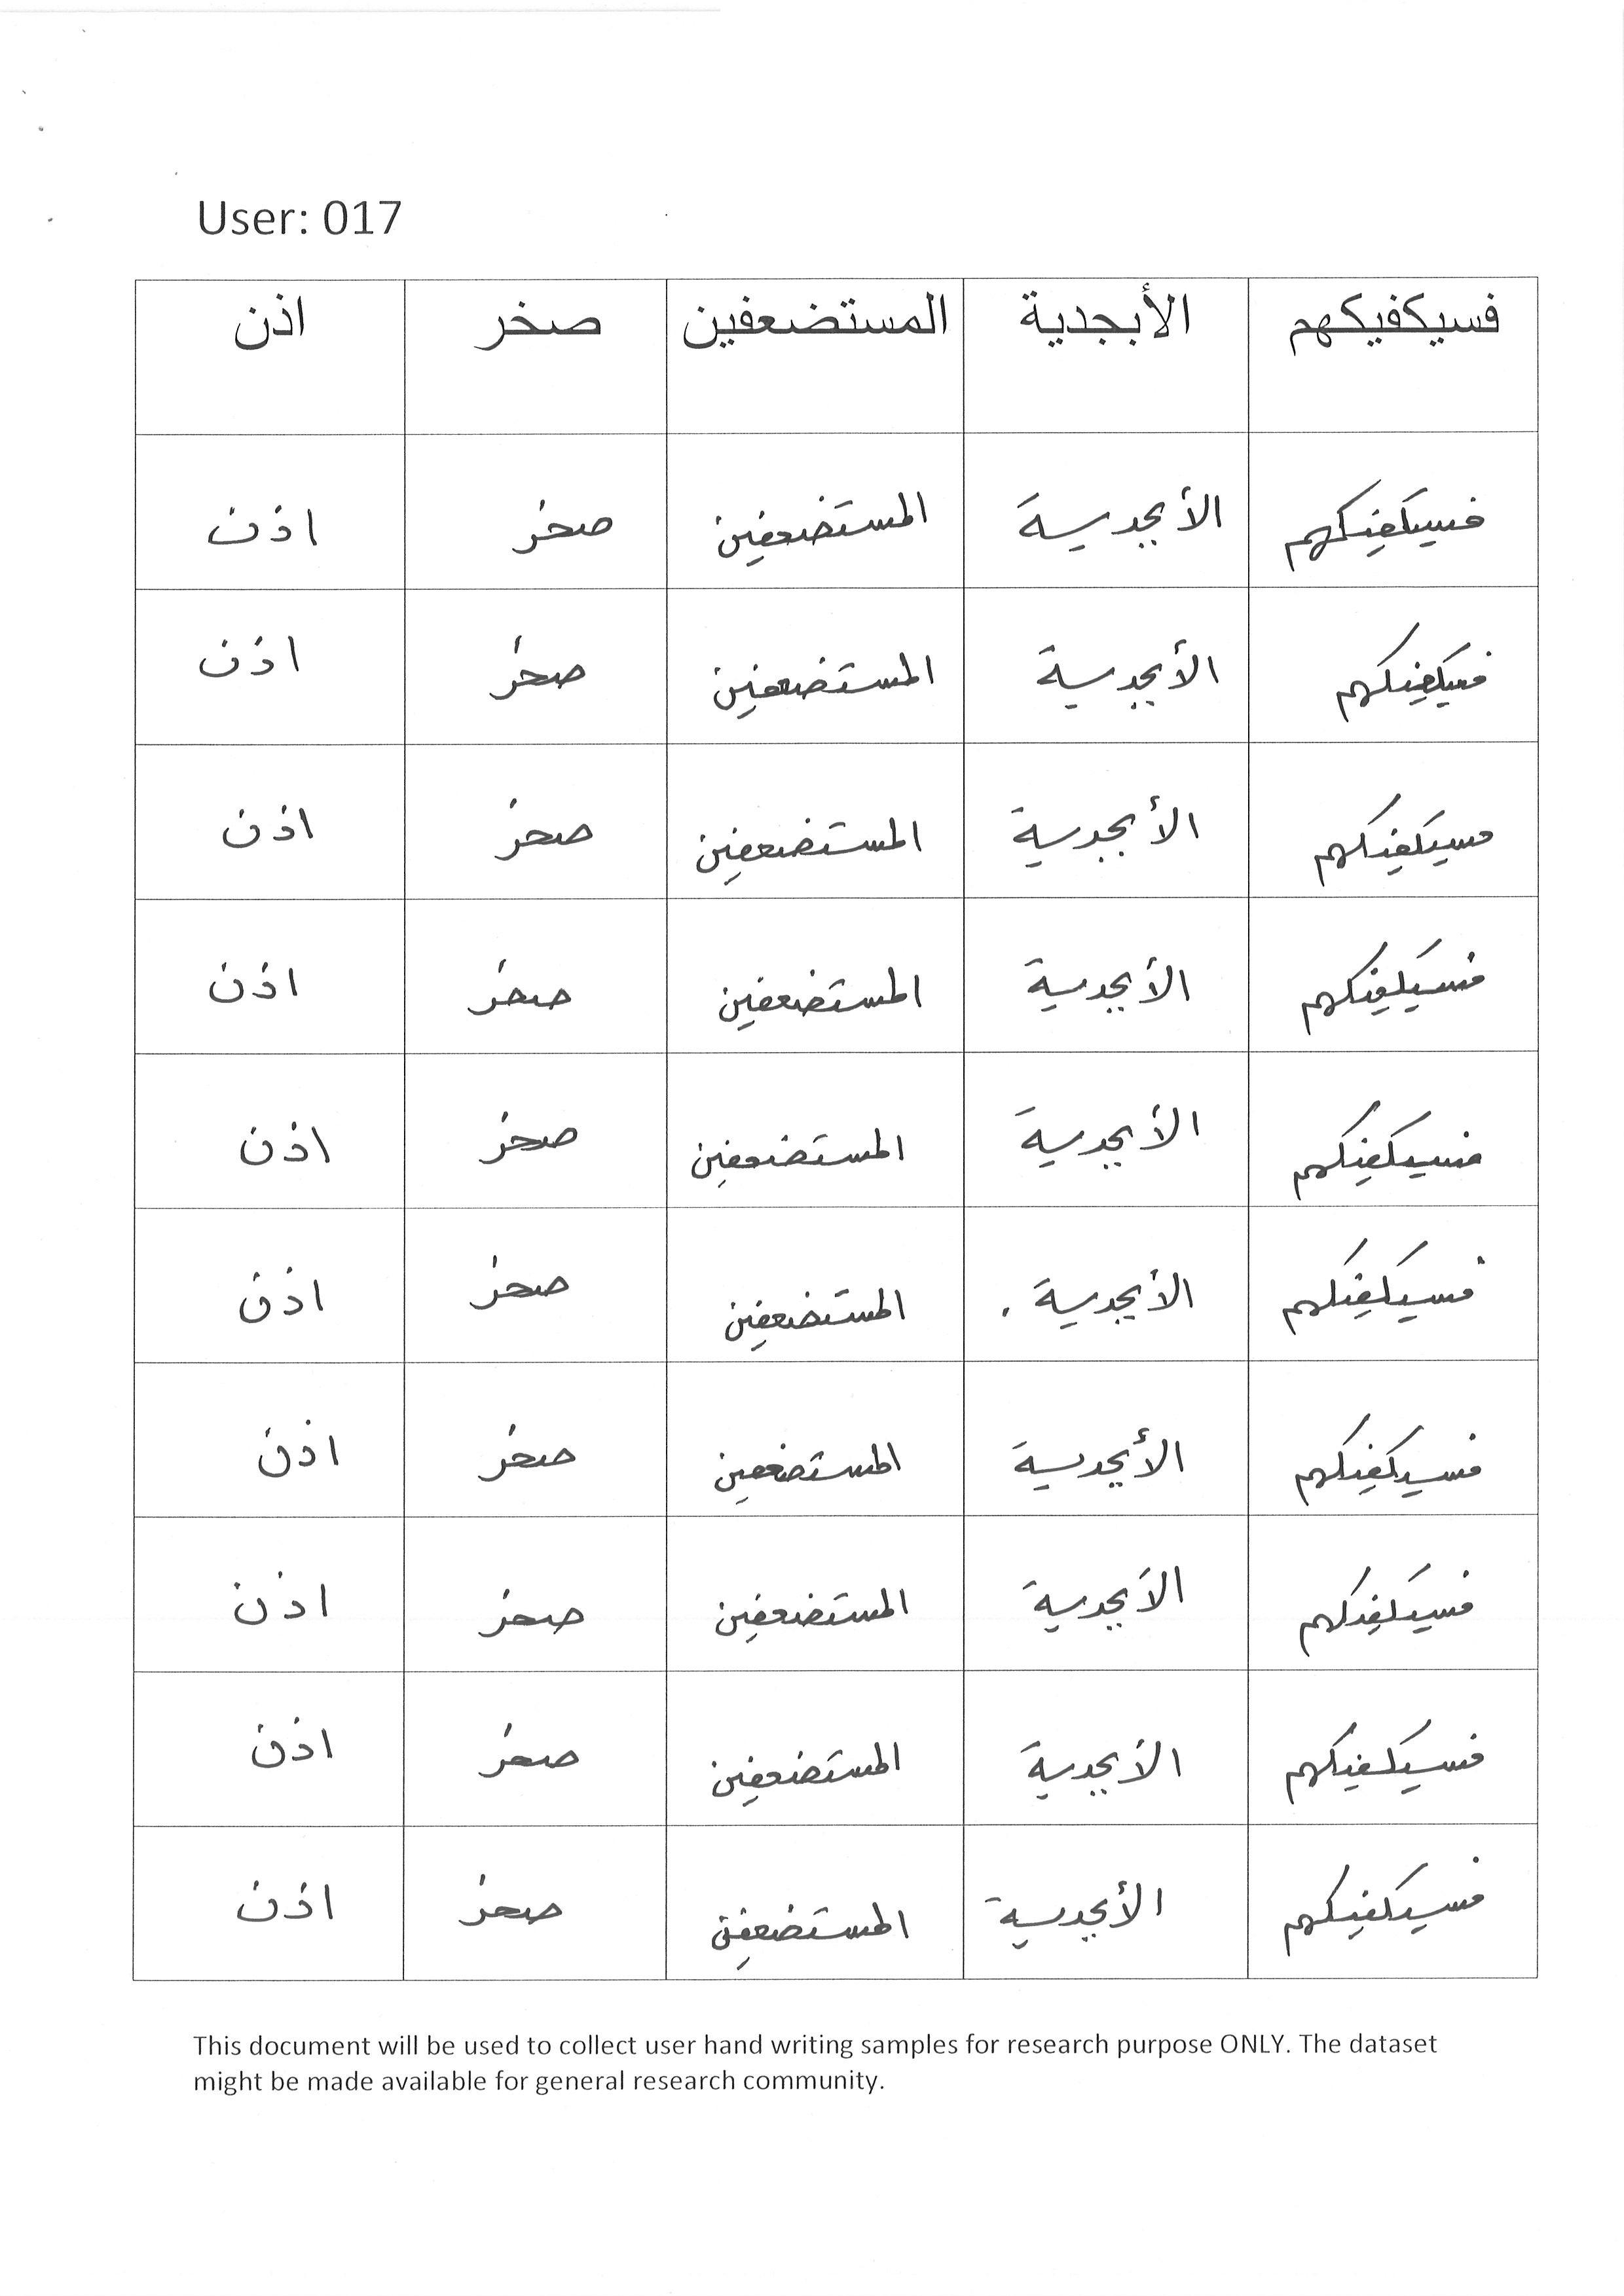 User: 017
فسيكفيكهم الأبجدية المستضعفين صخر اذن
فسيكفيكهم الأبجدية المستضعفين صخر اذن
فسيكفيكهم الأبجدية المستضعفين صخر اذن
فسيكفيكهم الأبجدية المستضعفين صخر اذن
فسيكفيكهم الأبجدية المستضعفين صخر اذن
فسيكفيكهم الأبجدية المستضعفين صخر اذن
فسيكفيكهم الأبجدية المستضعفين صخر اذن
فسيكفيكهم الأبجدية المستضعفين صخر اذن
فسيكفيكهم الأبجدية المستضعفين صخر اذن
فسيكفيكهم الأبجدية المستضعفين صخر اذن
فسيكفيكهم الأبجدية المستضعفين صخر اذن
This document will be used to collect user hand writing samples for research purpose ONLY. The dataset
might be made available for general research community.